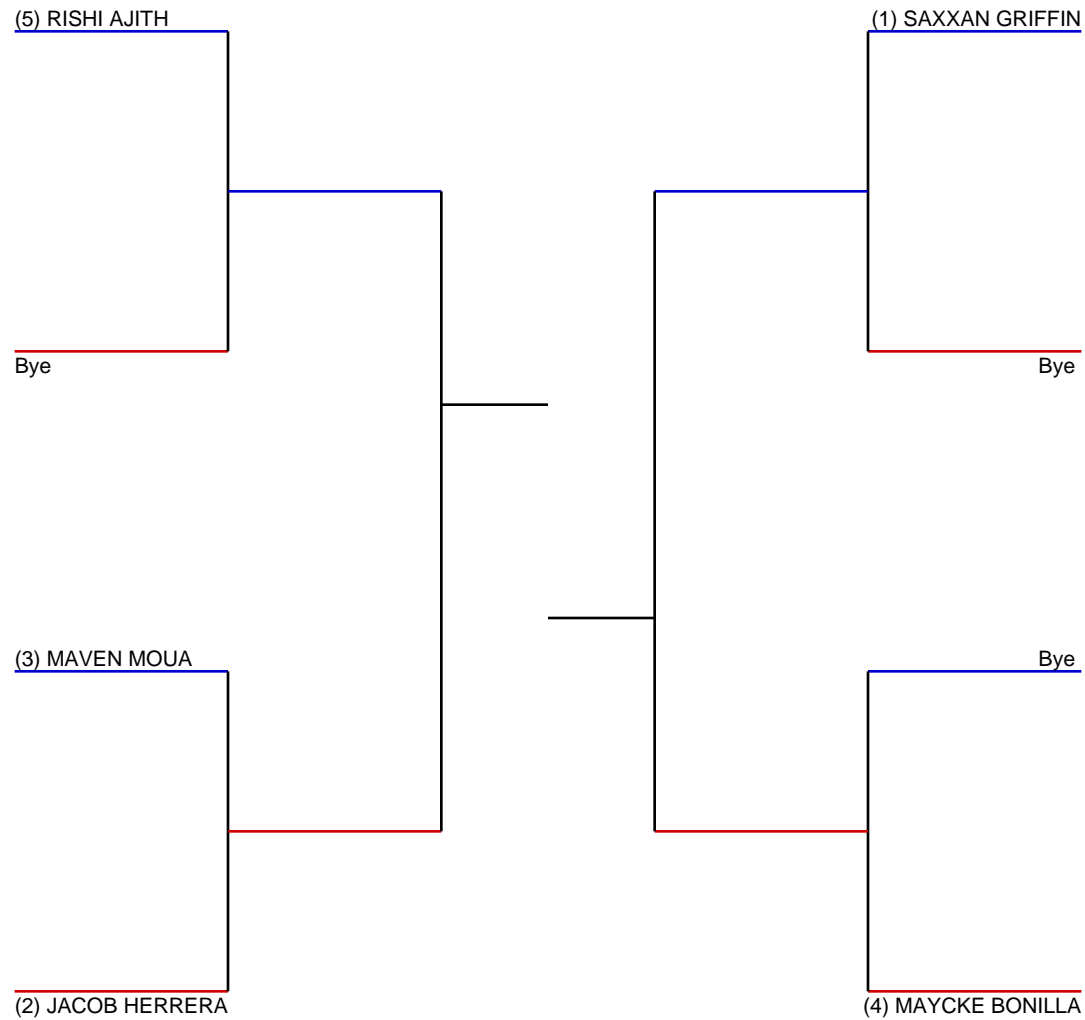 (5) RISHI AJITH
(1) SAXXAN GRIFFIN
Bye
Bye
(3) MAVEN MOUA
Bye
(2) JACOB HERRERA
(4) MAYCKE BONILLA